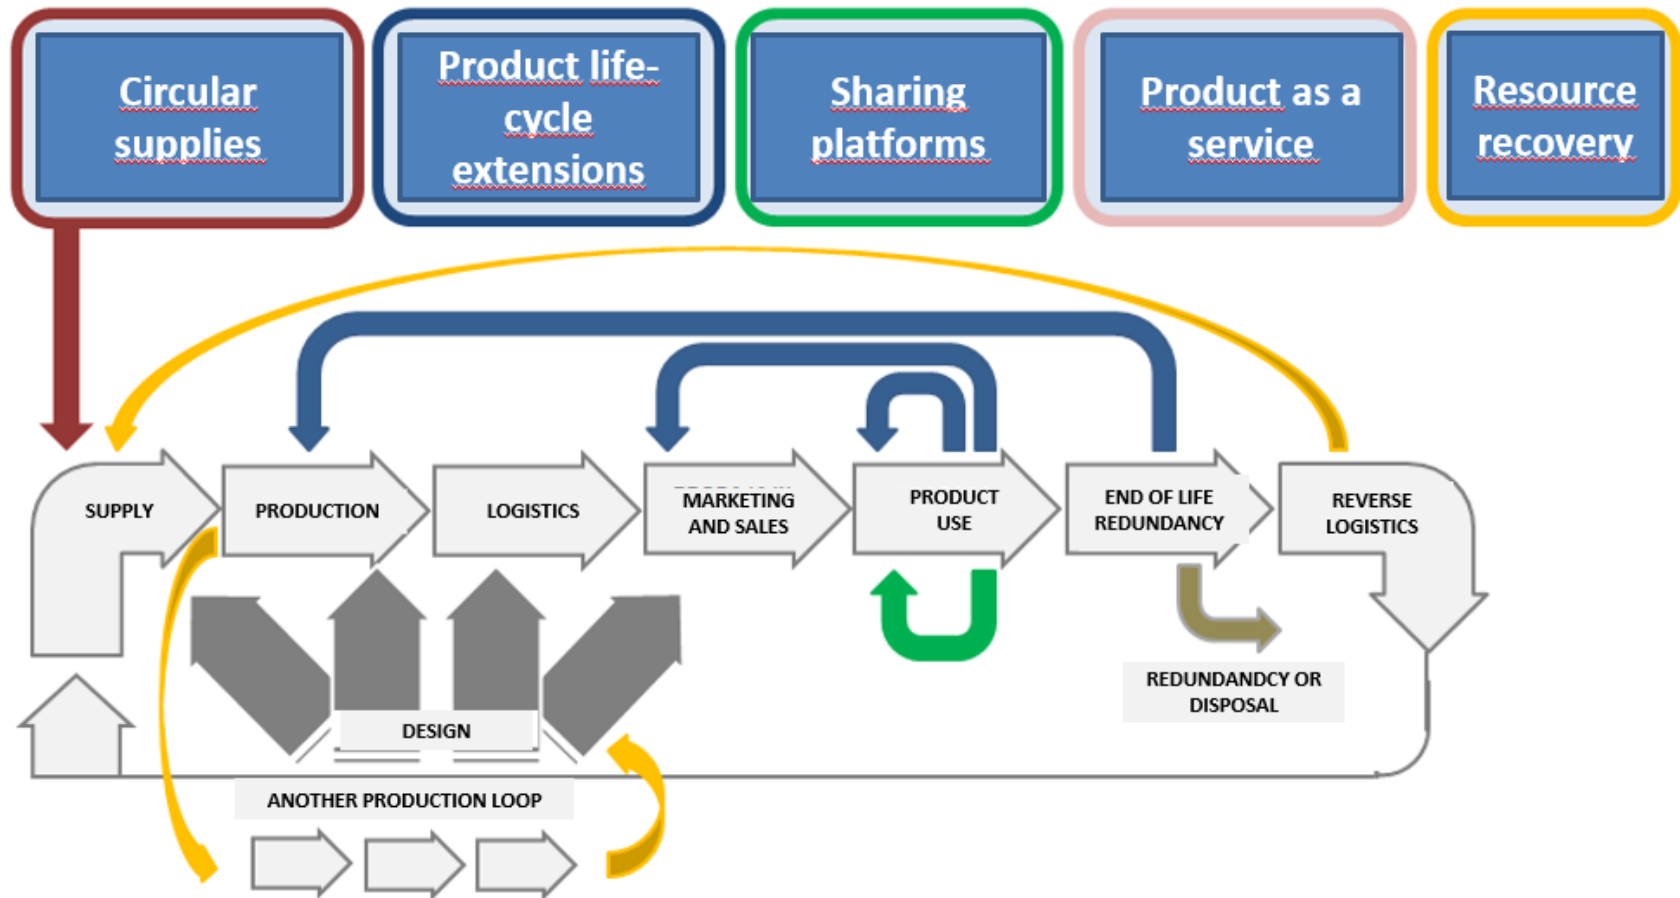 Circular
supplies
Product life-
cycle
extensions
Sharing
platforms
Product as a
service
Resource
recovery
SUPPLY
PRODUCTION
LOGISTICS
MARKETING
AND SALES
PRODUCT
USE
END OF LIFE
REDUNDANCY
REVERSE
LOGISTICS
REDUNDANDCY OR
DISPOSAL
DESIGN
ANOTHER PRODUCTION LOOP